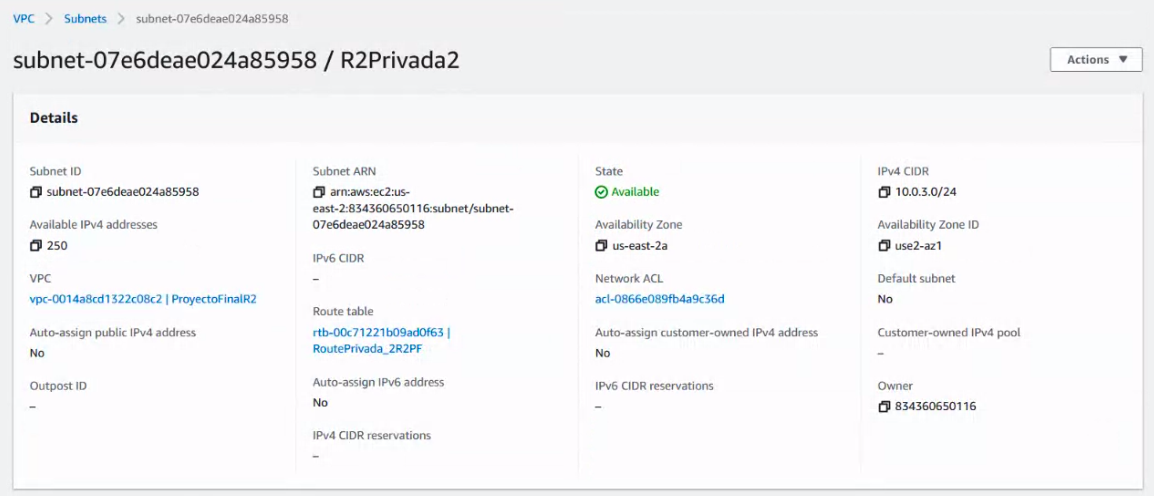 VPC > Subnets > subnet-07e6deae024a85958
subnet-07e6deae024a85958 / R2Privada2
Actions
Details
Subnet ID
subnet-07e6deae024a85958
Available IPv4 addresses
250
VPC
vpc-0014a8cd1322c08c2 | ProyectoFinalR2
Auto-assign public IPv4 address
No
Outpost ID
–
Subnet ARN
arn:aws:ec2:us-
east-2:834360650116:subnet/subnet-
07e6deae024a85958
IPv6 CIDR
–
Route table
rtb-00c71221b09ad0f63 |
RoutePrivada_2R2PF
Auto-assign IPv6 address
No
IPv4 CIDR reservations
–
State
Available
Availability Zone
us-east-2a
Network ACL
acl-0866e089fb4a9c36d
Auto-assign customer-owned IPv4 address
No
IPv6 CIDR reservations
–
IPv4 CIDR
10.0.3.0/24
Availability Zone ID
use2-az1
Default subnet
No
Customer-owned IPv4 pool
–
Owner
834360650116